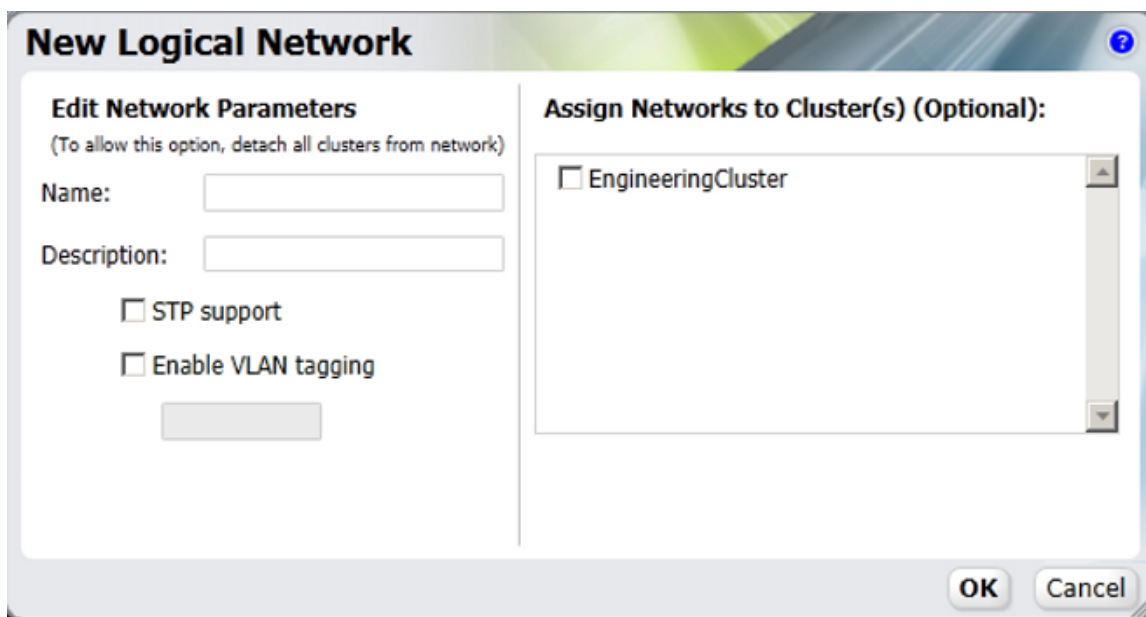 New Logical Network
?
Edit Network Parameters
(To allow this option, detach all clusters from network)
Name:
Description:
STP support
Enable VLAN tagging
Assign Networks to Cluster(s) (Optional):
EngineeringCluster
OK
Cancel